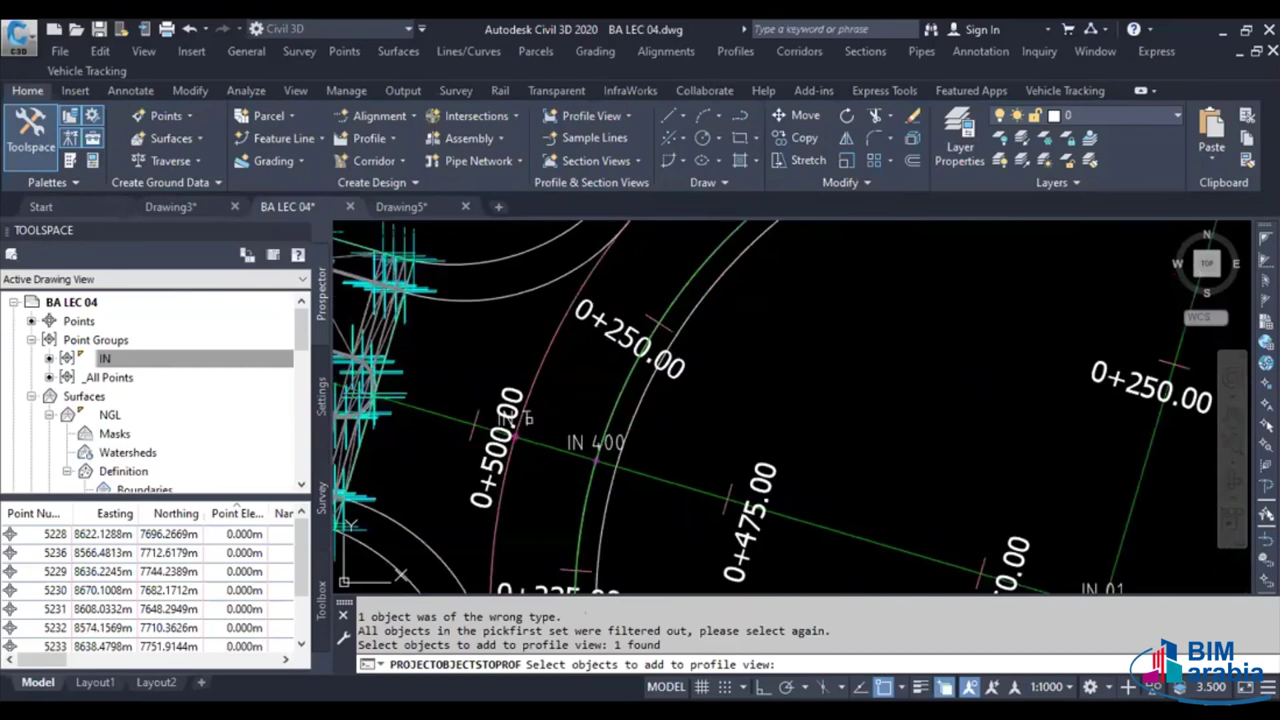 Civil 3D
Autodesk Civil 3D 2020 BA LEC 04.dwg
Type a keyword or phrase
Sign In
C3D
File Edit View Insert General Survey Points Surfaces Lines/Curves Parcels Grading Alignments Profiles Corridors Sections Pipes Annotation Inquiry Window Express
Vehicle Tracking
Home Insert Annotate Modify Analyze View Manage Output Survey Rail Transparent InfraWorks Collaborate Help Add-ins Express Tools Featured Apps Vehicle Tracking
Toolspace
Points
Surfaces
Traverse
Parcel
Feature Line
Grading
Alignment
Profile
Corridor
Intersections
Assembly
Pipe Network
Profile View
Sample Lines
Section Views
Move
Copy
Stretch
Layer Properties
0
Paste
Palettes Create Ground Data Create Design Profile & Section Views Draw Modify Layers Clipboard
Start Drawing3* BA LEC 04* Drawing5*
TOOLSPACE
Active Drawing View
BA LEC 04
Points
Point Groups
IN
_All Points
Surfaces
NGL
Masks
Watersheds
Definition
Boundaries
Prospector
Settings
Survey
Toolbox
Point Nu... Easting Northing Point Ele... Nar
5228 8622.1288m 7696.2669m 0.000m
5236 8566.4813m 7712.6179m 0.000m
5229 8636.2245m 7744.2389m 0.000m
5230 8670.1008m 7682.1712m 0.000m
5231 8608.0332m 7648.2949m 0.000m
5232 8574.1569m 7710.3626m 0.000m
5233 8638.4798m 7751.9144m 0.000m
N
W TOP E
S
WCS
0+250.00
0+250.00
0+500.00
IN 400
0+475.00
IN 01
1 object was of the wrong type.
All objects in the pickfirst set were filtered out, please select again.
Select objects to add to profile view: 1 found
PROJECTOBJECTSTOPROF Select objects to add to profile view:
Model Layout1 Layout2
MODEL
1:1000
3.500
BIM
arabia